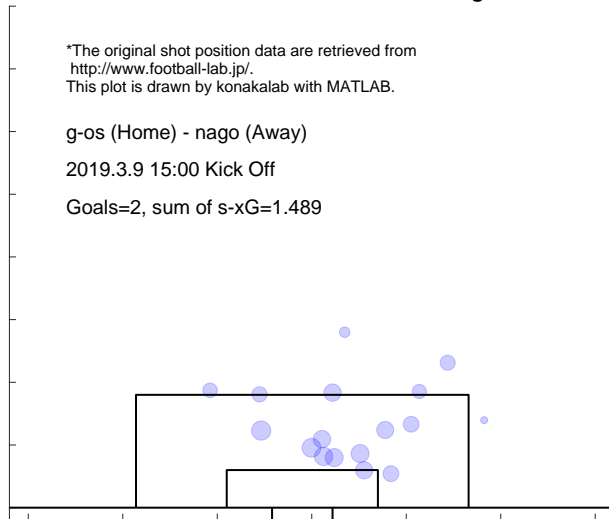 *The original shot position data are retrieved from
http://www.football-lab.jp/.
This plot is drawn by konakalab with MATLAB.
g-os (Home) - nago (Away)
2019.3.9 15:00 Kick Off
Goals=2, sum of s-xG=1.489